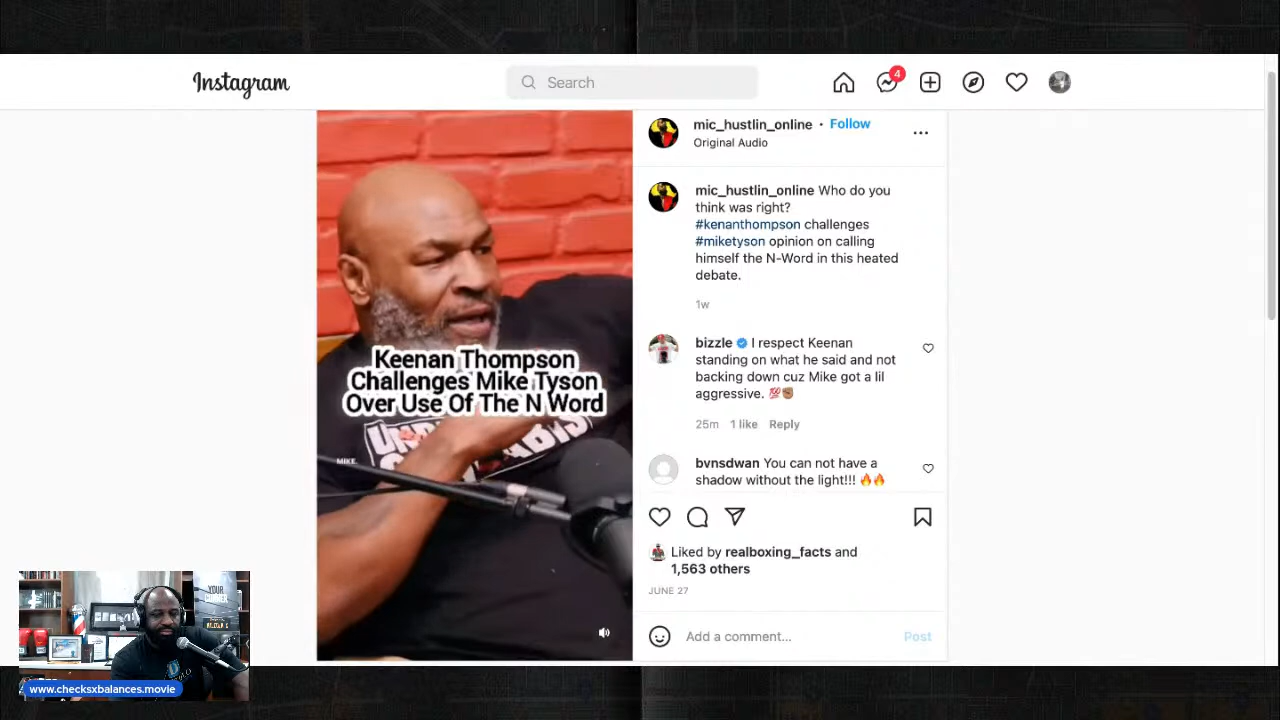 Instagram
Search
4
mic_hustlin_online • Follow
Original Audio
mic_hustlin_online Who do you
think was right?
#kenanthompson challenges
#miketyson opinion on calling
himself the N-Word in this heated
debate.
1w
bizzle I respect Keenan
standing on what he said and not
backing down cuz Mike got a lil
aggressive. 💯✊🏾
25m 1 like Reply
bvnsdwan You can not have a
shadow without the light!!! 🔥🔥
Liked by realboxing_facts and
1,563 others
JUNE 27
Add a comment...
Post
Keenan Thompson
Challenges Mike Tyson
Over Use Of The N Word
MIKE.
YOUR
CORNER
www.checksxbalances.movie